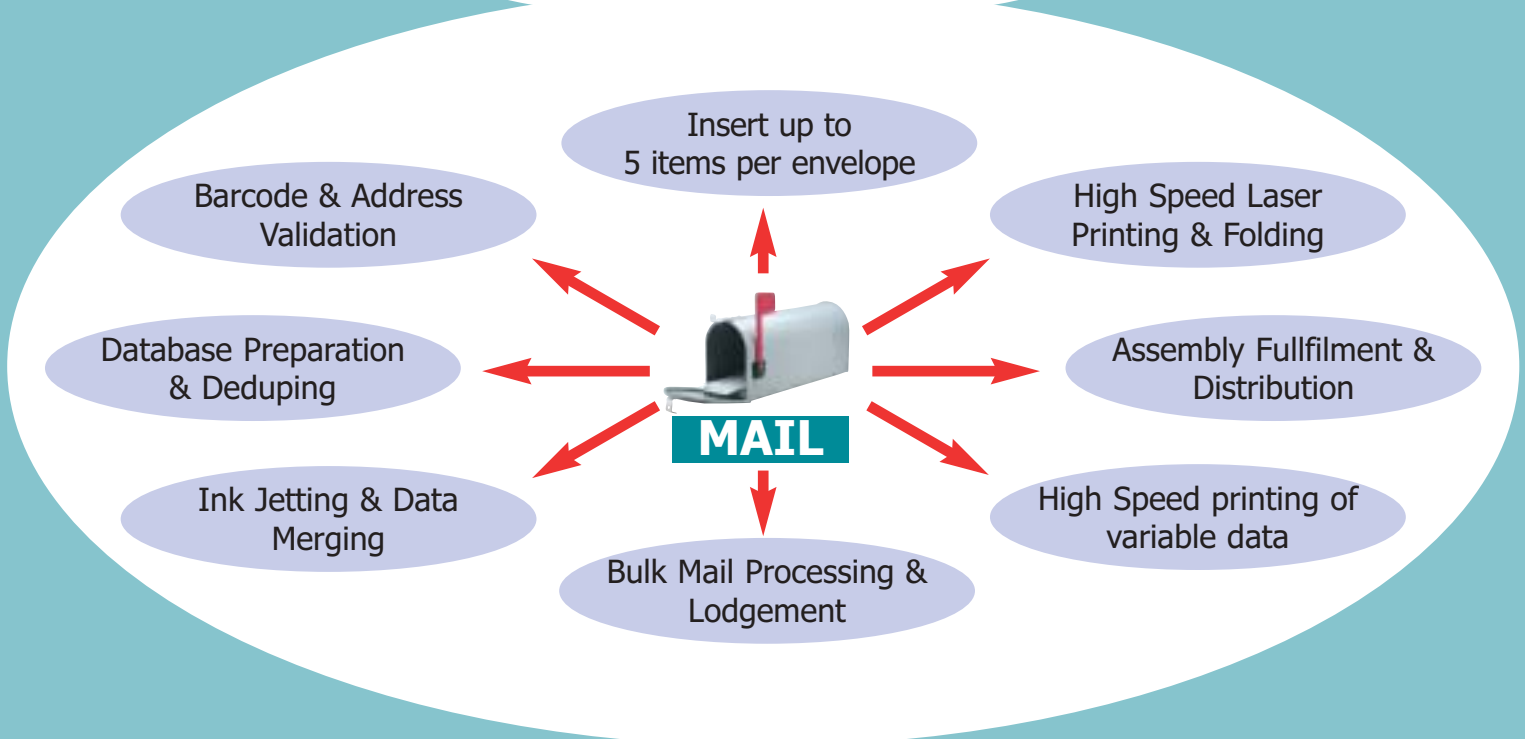 Insert up to
5 items per envelope
Barcode & Address
Validation
High Speed Laser
Printing & Folding
Database Preparation
& Deduping
Assembly Fullfilment &
Distribution
MAIL
Ink Jetting & Data
Merging
High Speed printing of
variable data
Bulk Mail Processing &
Lodgement